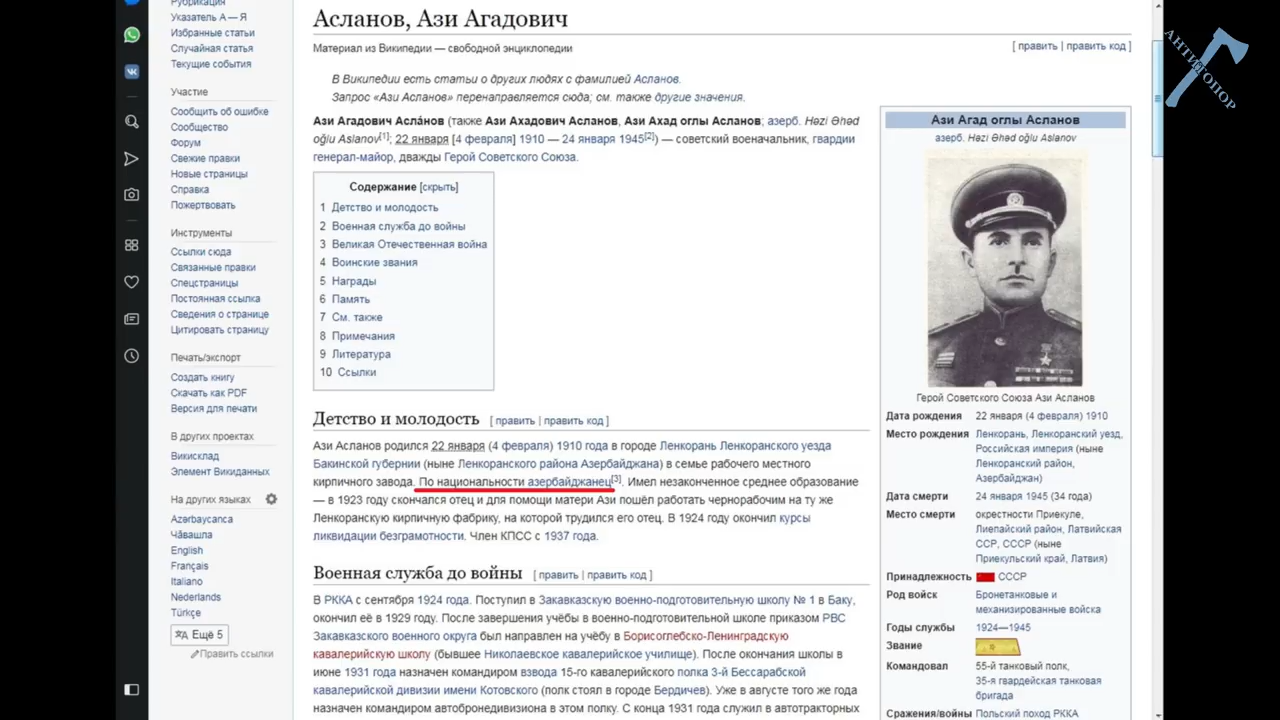 Рубрикация
Указатель А — Я
Избранные статьи
Случайная статья
Текущие события
Участие
Сообщить об ошибке
Сообщество
Форум
Свежие правки
Новые страницы
Справка
Пожертвовать
Инструменты
Ссылки сюда
Связанные правки
Спецстраницы
Постоянная ссылка
Сведения о странице
Цитировать страницу
Печать/экспорт
Создать книгу
Скачать как PDF
Версия для печати
В других проектах
Викисклад
Элемент Викиданных
На других языках
Azərbaycanca
Чӑвашла
English
Français
Italiano
Nederlands
Türkçe
Ещё 5
Править ссылки
Асланов, Ази Агадович
Материал из Википедии — свободной энциклопедии
[ править | править код ]
В Википедии есть статьи о других людях с фамилией Асланов.
Запрос «Ази Асланов» перенаправляется сюда; см. также другие значения.
Ази Агадович Асла́нов (также Ази Ахадович Асланов, Ази Ахад оглы Асланов; азерб. Həzi Əhəd
oğlu Aslanov[1]; 22 января [4 февраля] 1910 — 24 января 1945[2]) — советский военачальник, гвардии
генерал-майор, дважды Герой Советского Союза.
Содержание [скрыть]
1 Детство и молодость
2 Военная служба до войны
3 Великая Отечественная война
4 Воинские звания
5 Награды
6 Память
7 См. также
8 Примечания
9 Литература
10 Ссылки
Детство и молодость [ править | править код ]
Ази Асланов родился 22 января (4 февраля) 1910 года в городе Ленкорань Ленкоранского уезда
Бакинской губернии (ныне Ленкоранского района Азербайджана) в семье рабочего местного
кирпичного завода. По национальности азербайджанец[3]. Имел незаконченное среднее образование
— в 1923 году скончался отец и для помощи матери Ази пошёл работать чернорабочим на ту же
Ленкоранскую кирпичную фабрику, на которой трудился его отец. В 1924 году окончил курсы
ликвидации безграмотности. Член КПСС с 1937 года.
Военная служба до войны [ править | править код ]
В РККА с сентября 1924 года. Поступил в Закавказскую военно-подготовительную школу № 1 в Баку,
окончил её в 1929 году. После завершения учёбы в военно-подготовительной школе приказом РВС
Закавказского военного округа был направлен на учёбу в Борисоглебско-Ленинградскую
кавалерийскую школу (бывшее Николаевское кавалерийское училище). После окончания школы в
июне 1931 года назначен командиром взвода 15-го кавалерийского полка 3-й Бессарабской
кавалерийской дивизии имени Котовского (полк стоял в городе Бердичев). Уже в августе того же года
назначен командиром автобронедивизиона в этом полку. С конца 1931 года служил в автотракторных
Ази Агад оглы Асланов
азерб. Həzi Əhəd oğlu Aslanov
Герой Советского Союза Ази Асланов
Дата рождения 22 января (4 февраля) 1910
Место рождения Ленкорань, Ленкоранский уезд,
Российская империя (ныне
Ленкоранский район,
Азербайджан)
Дата смерти 24 января 1945 (34 года)
Место смерти окрестности Приекуле,
Лиепайский район, Латвийская
ССР, СССР (ныне
Приекульский край, Латвия)
Принадлежность СССР
Род войск Бронетанковые и
механизированные войска
Годы службы 1924—1945
Звание
Командовал 55-й танковый полк,
35-я гвардейская танковая
бригада
Сражения/войны Польский поход РККА
АНТИТОПОР